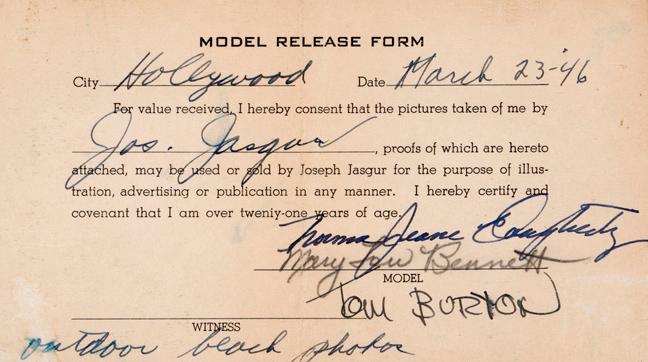 MODEL RELEASE FORM
City Hollywood Date March 23-46
For value received, I hereby consent that the pictures taken of me by
Jos. Jasgur, proofs of which are hereto
attached, may be used or sold by Joseph Jasgur for the purpose of illus-
tration, advertising or publication in any manner. I hereby certify and
covenant that I am over twenty-one years of age.
Norma Jeane Dougherty
Mary Lou Bennett
MODEL
Tom BURTON
WITNESS
outdoor beach photos